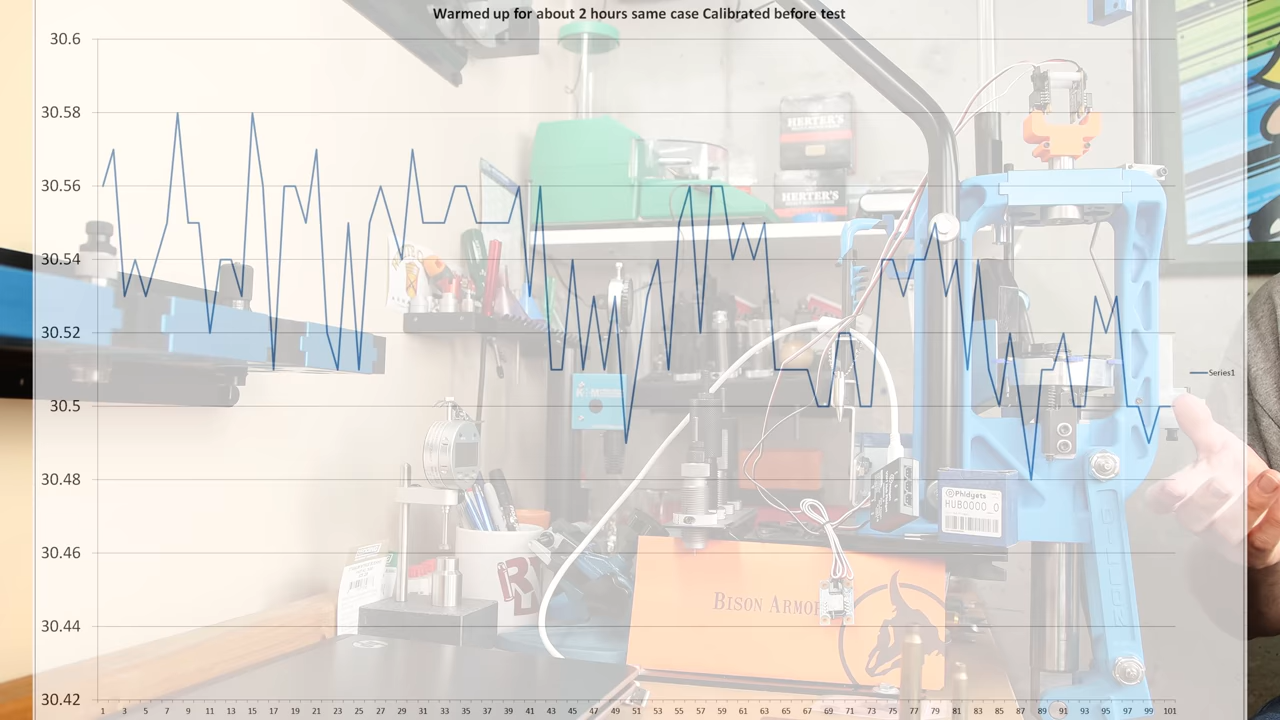 Warmed up for about 2 hours same case Calibrated before test
30.6
30.58
30.56
30.54
30.52
30.5
30.48
30.46
30.44
30.42
1 3 5 7 9 11 13 15 17 19 21 23 25 27 29 31 33 35 37 39 41 43 45 47 49 51 53 55 57 59 61 63 65 67 69 71 73 75 77 79 81 83 85 87 89 91 93 95 97 99 101
Series1
HERTER'S
HERTER'S
Phidgets
HUB0000_0
BISON ARMOR